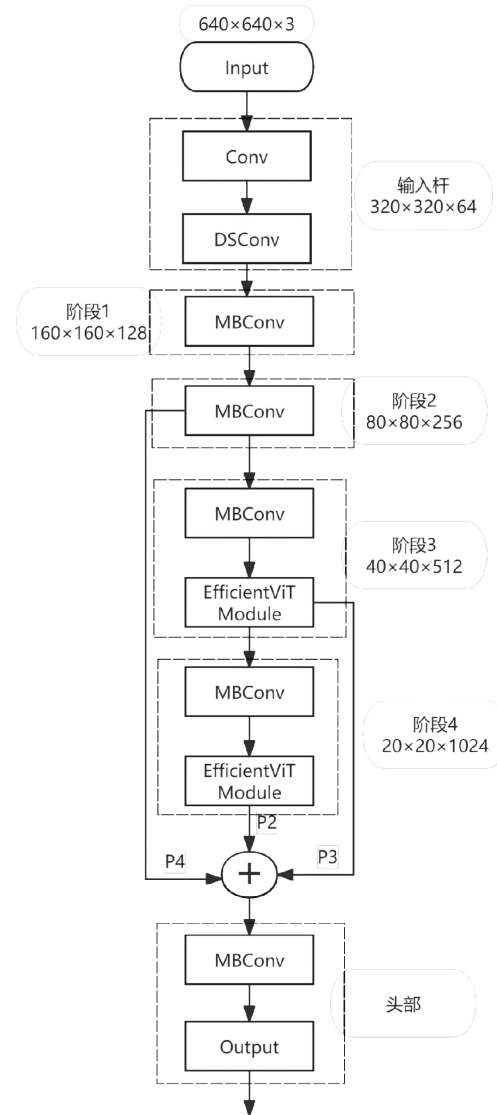 640×640×3
Input
Conv
输入杆
320×320×64
DSConv
阶段1
160×160×128
MBConv
MBConv
阶段2
80×80×256
MBConv
阶段3
40×40×512
EfficientViT
Module
MBConv
阶段4
20×20×1024
EfficientViT
Module
P2
P4
P3
+
MBConv
头部
Output